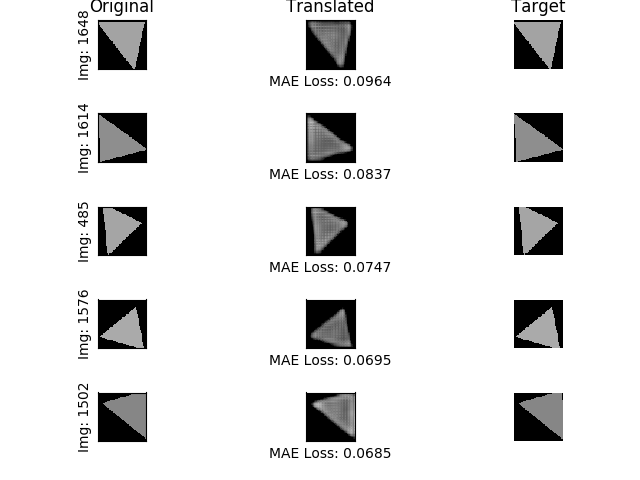 Original Translated Target
Img: 1648
MAE Loss: 0.0964
Img: 1614
MAE Loss: 0.0837
Img: 485
MAE Loss: 0.0747
Img: 1576
MAE Loss: 0.0695
Img: 1502
MAE Loss: 0.0685